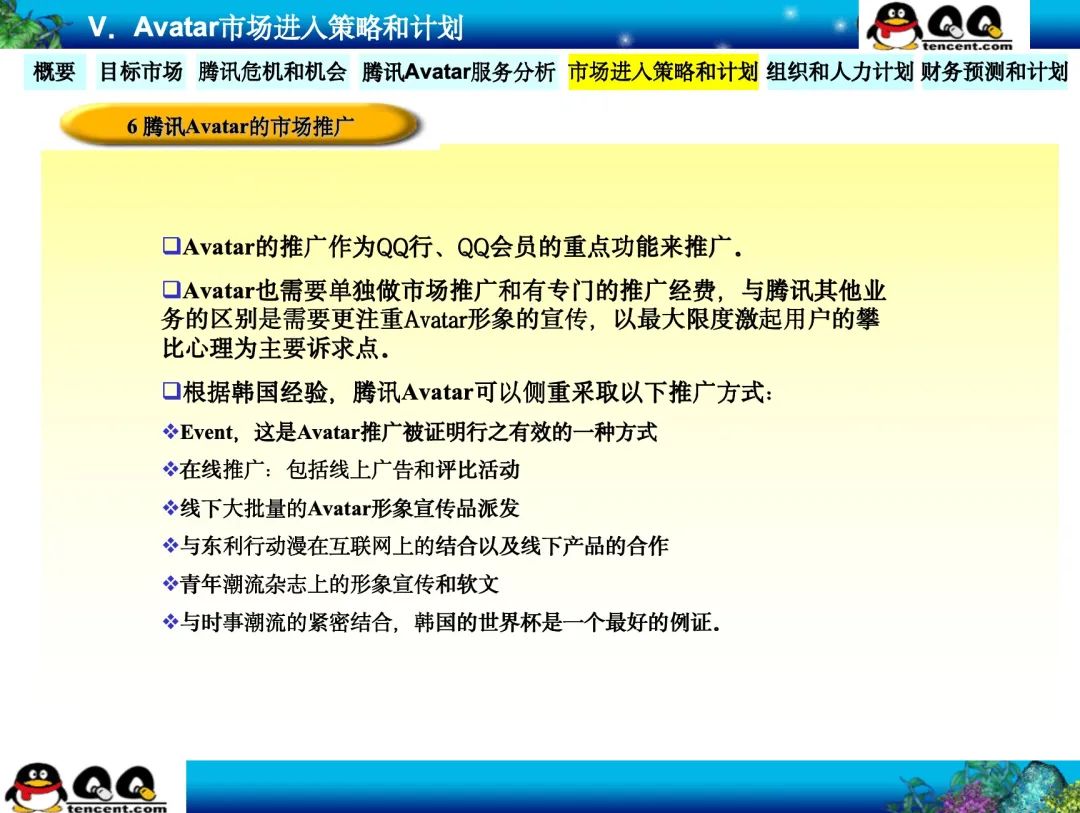 V．Avatar市场进入策略和计划
QQ
tencent.com
概要 目标市场 腾讯危机和机会 腾讯Avatar服务分析 市场进入策略和计划 组织和人力计划 财务预测和计划
6 腾讯Avatar的市场推广
❑Avatar的推广作为QQ行、QQ会员的重点功能来推广．
❑Avatar也需要单独做市场推广和有专门的推广经费，与腾讯其他业
务的区别是需要更注重Avatar形象的宣传，以最大限度激起用户的攀
比心理为主要诉求点．
❑根据韩国经验，腾讯Avatar可以侧重采取以下推广方式：
❖Event，这是Avatar推广被证明行之有效的一种方式
❖在线推广：包括线上广告和评比活动
❖线下大批量的Avatar形象宣传品派发
❖与东利行动漫在互联网上的结合以及线下产品的合作
❖青年潮流杂志上的形象宣传和软文
❖与时事潮流的紧密结合，韩国的世界杯是一个最好的例证．
QQ
tencent.com